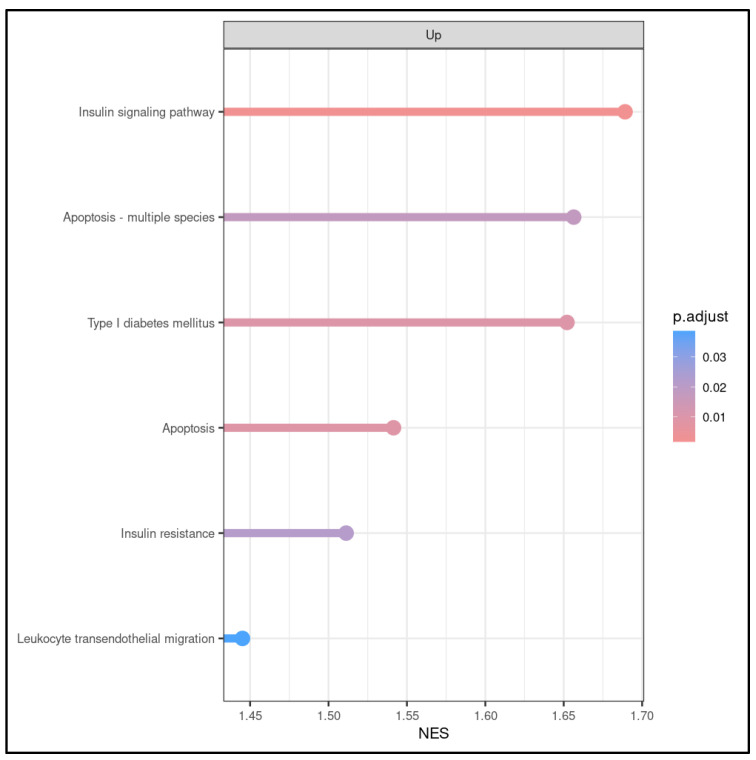 Up
Insulin signaling pathway
Apoptosis - multiple species
Type I diabetes mellitus
Apoptosis
Insulin resistance
Leukocyte transendothelial migration
1.45 1.50 1.55 1.60 1.65 1.70
NES
p.adjust
0.03
0.02
0.01